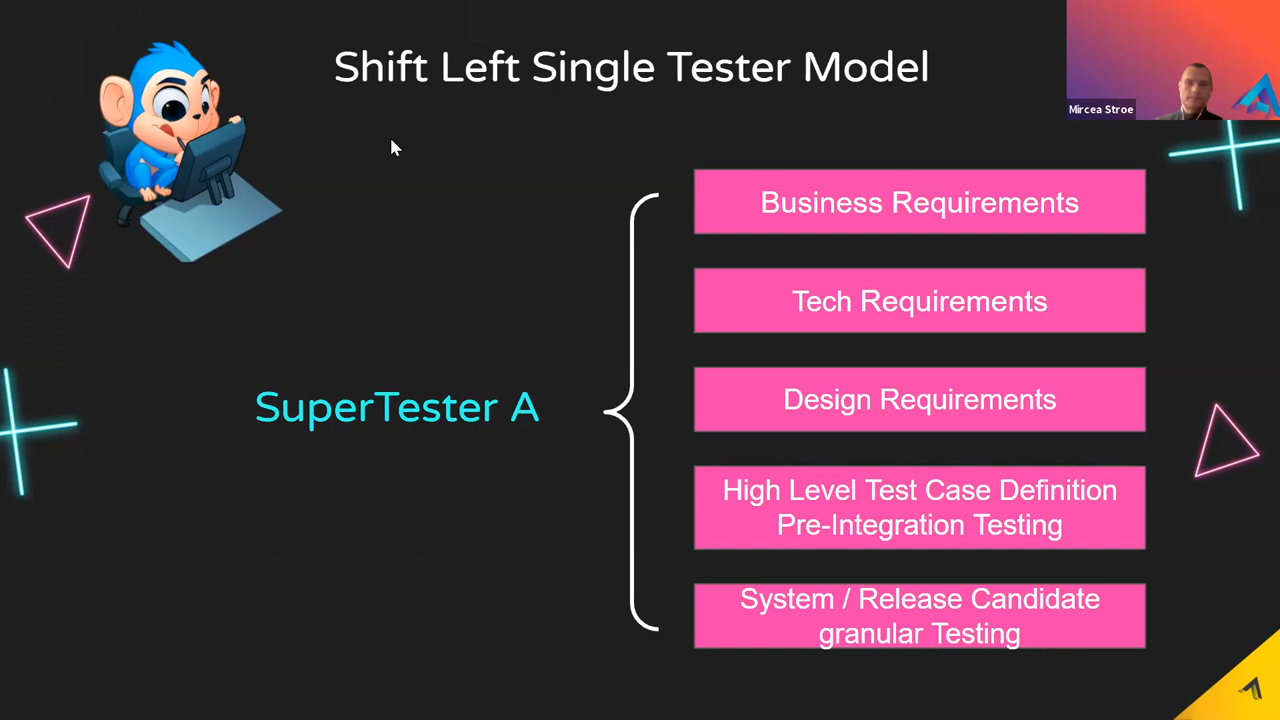 Shift Left Single Tester Model
Mircea Stroe
Business Requirements
Tech Requirements
Design Requirements
SuperTester A
High Level Test Case Definition
Pre-Integration Testing
System / Release Candidate
granular Testing